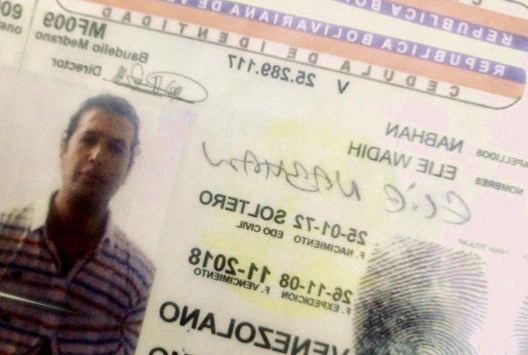 REPUBLICA BOLIVARIANA DE
REPUBLICA BOLIVARIANA DE VEN
CEDULA DE IDENTIDAD
V 25.289.117
MF009
Baudelio Medrano
Director
APELLIDOS
NABHAN
NOMBRES
ELIE WADIH
ELIE NABHAN
25-01-72 SOLTERO
F. NACIMIENTO EDO CIVIL
26-11-08 11-2018
F. EXPEDICION F. VENCIMIENTO
VENEZOLANO